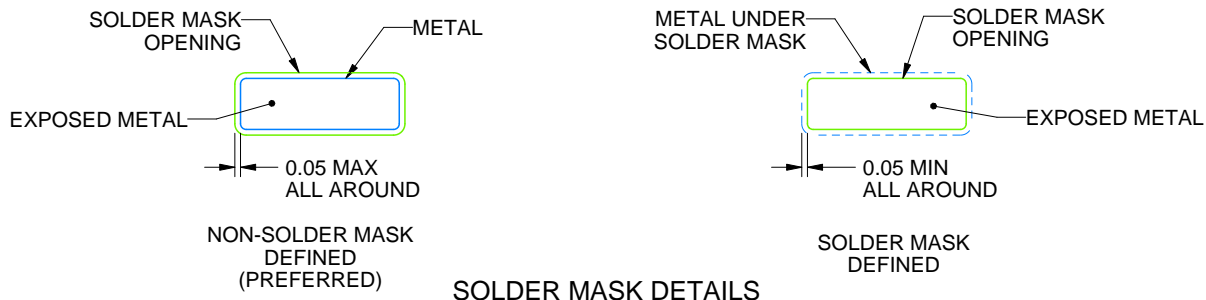 SOLDER MASK
OPENING
METAL
EXPOSED METAL
0.05 MAX
ALL AROUND
NON-SOLDER MASK
DEFINED
(PREFERRED)
METAL UNDER
SOLDER MASK
SOLDER MASK
OPENING
EXPOSED METAL
0.05 MIN
ALL AROUND
SOLDER MASK
DEFINED
SOLDER MASK DETAILS